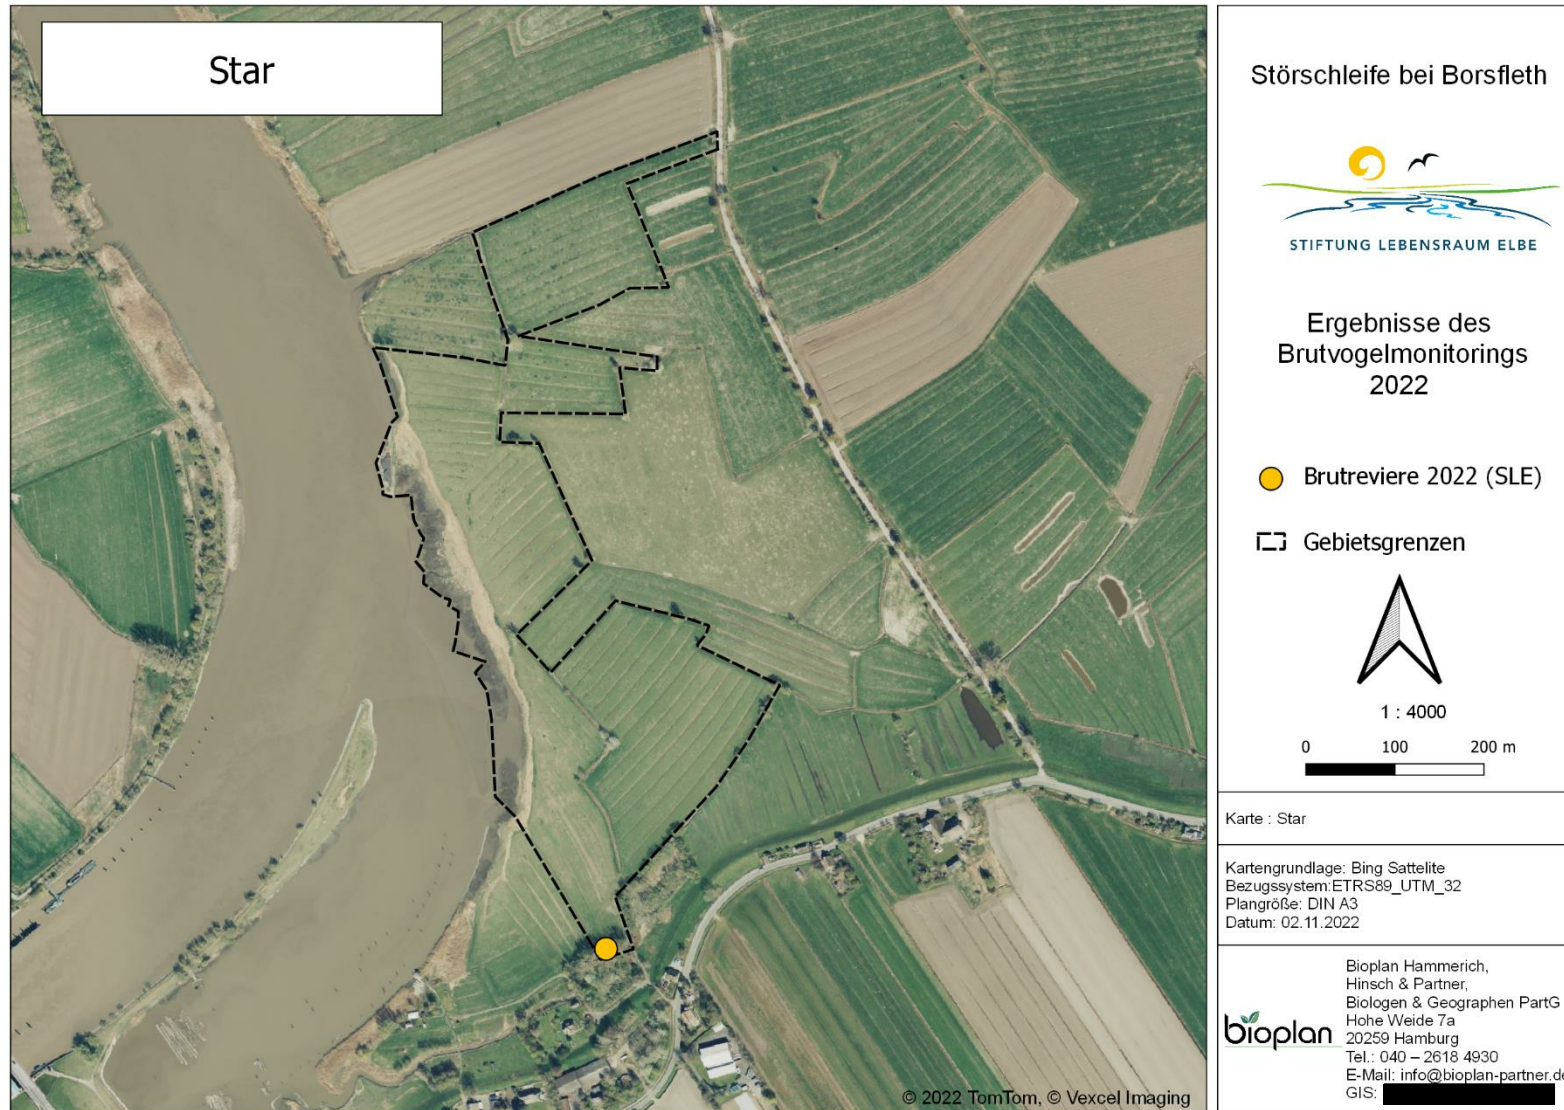 Star
Störschleife bei Borsfleth
STIFTUNG LEBENSRAUM ELBE
Ergebnisse des
Brutvogelmonitorings
2022
Brutreviere 2022 (SLE)
Gebietsgrenzen
1 : 4000
0 100 200 m
Karte : Star
Kartengrundlage: Bing Sattelite
Bezugssystem:ETRS89_UTM_32
Plangröße: DIN A3
Datum: 02.11.2022
bioplan
Bioplan Hammerich,
Hinsch & Partner,
Biologen & Geographen PartG
Hohe Weide 7a
20259 Hamburg
Tel.: 040 – 2618 4930
E-Mail: info@bioplan-partner.de
GIS:
© 2022 TomTom, © Vexcel Imaging